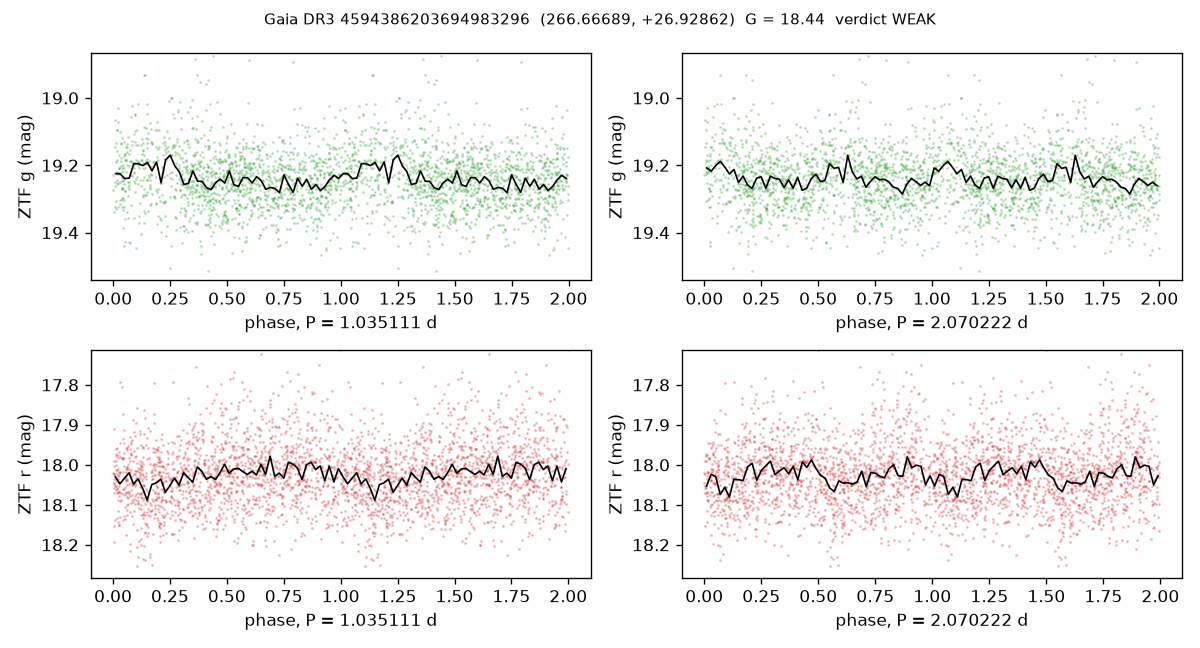 Gaia DR3 4594386203694983296 (266.66689, +26.92862) G = 18.44 verdict WEAK
ZTF g (mag)
19.0
19.2
19.4
0.00 0.25 0.50 0.75 1.00 1.25 1.50 1.75 2.00
phase, P = 1.035111 d
ZTF g (mag)
19.0
19.2
19.4
0.00 0.25 0.50 0.75 1.00 1.25 1.50 1.75 2.00
phase, P = 2.070222 d
ZTF r (mag)
17.8
17.9
18.0
18.1
18.2
0.00 0.25 0.50 0.75 1.00 1.25 1.50 1.75 2.00
phase, P = 1.035111 d
ZTF r (mag)
17.8
17.9
18.0
18.1
18.2
0.00 0.25 0.50 0.75 1.00 1.25 1.50 1.75 2.00
phase, P = 2.070222 d